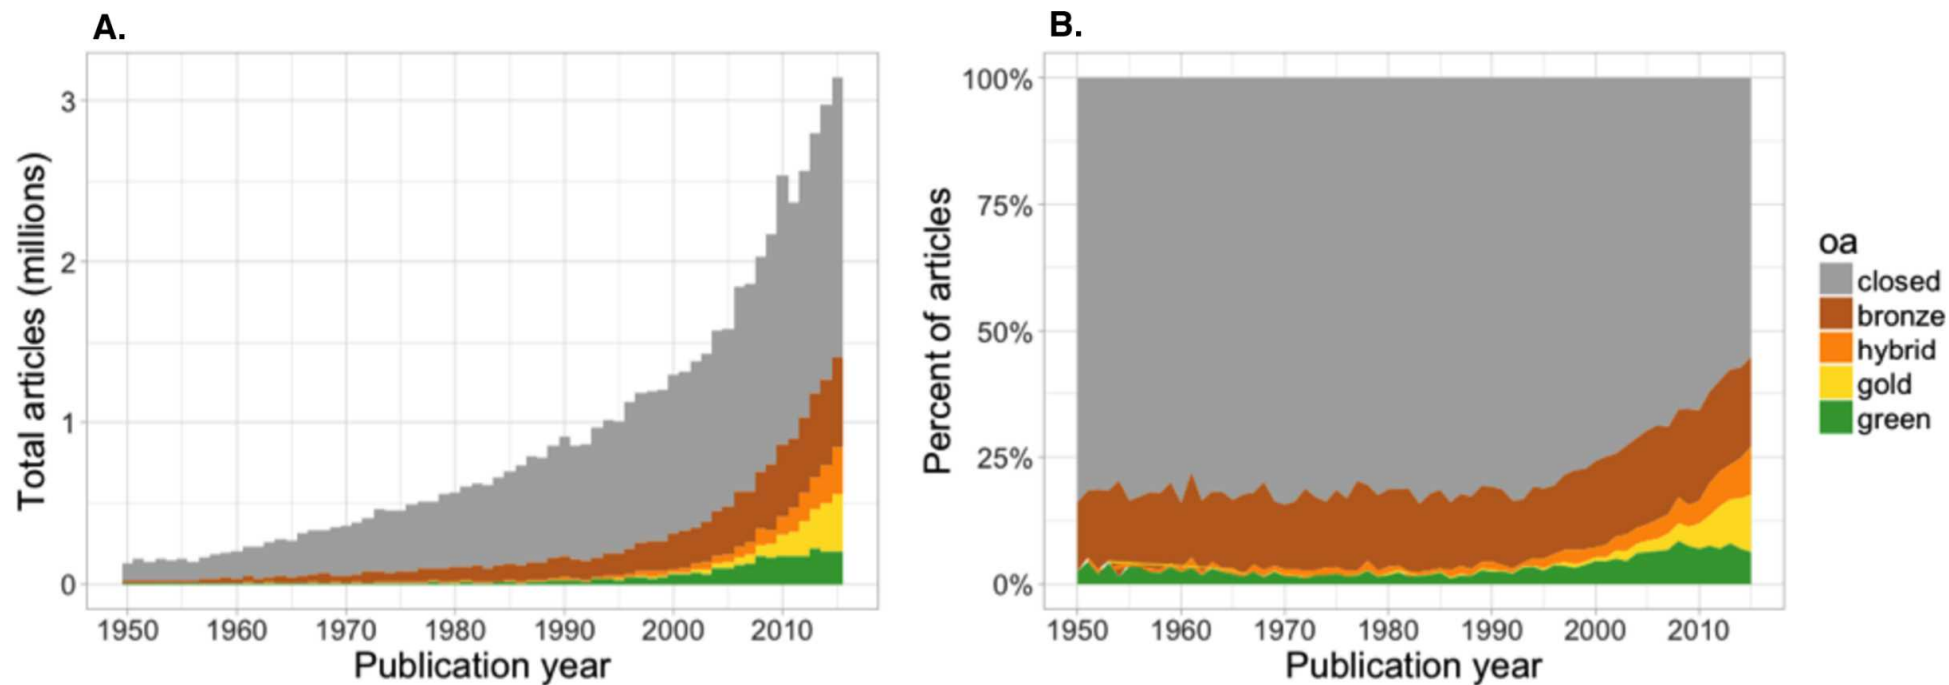 A.
Total articles (millions)
3
2
1
0
1950 1960 1970 1980 1990 2000 2010
Publication year
B.
Percent of articles
100%
75%
50%
25%
0%
1950 1960 1970 1980 1990 2000 2010
Publication year
oa
closed
bronze
hybrid
gold
green